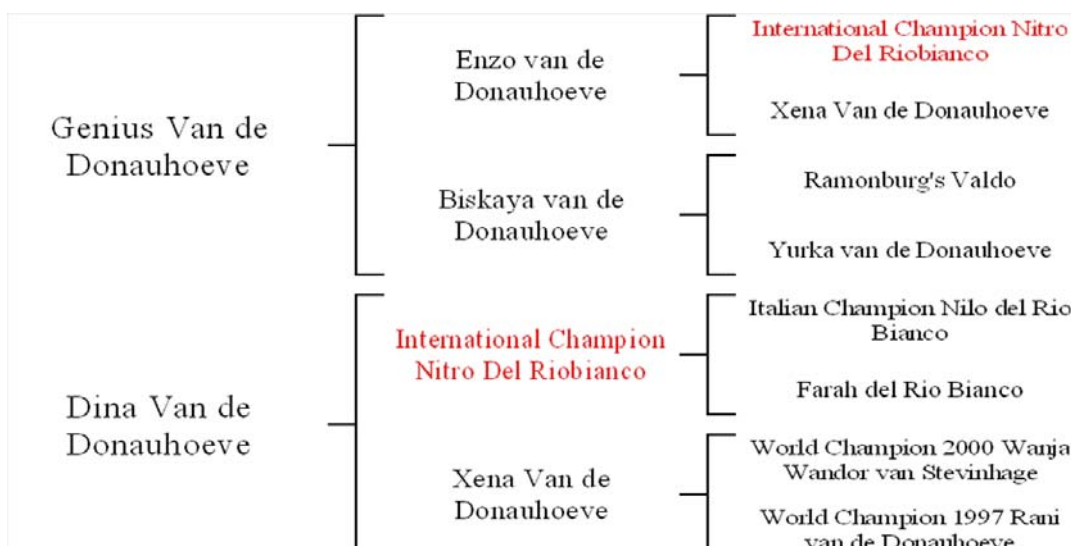 Genius Van de
Donauhoeve
Enzo van de
Donauhoeve
International Champion Nitro
Del Riobianco
Xena Van de Donauhoeve
Biskaya van de
Donauhoeve
Ramonburg's Valdo
Yurka van de Donauhoeve
Dina Van de
Donauhoeve
International Champion
Nitro Del Riobianco
Italian Champion Nilo del Rio
Bianco
Farah del Rio Bianco
Xena Van de
Donauhoeve
World Champion 2000 Wanja
Wandor van Stevinhage
World Champion 1997 Rani
van de Donauhoeve